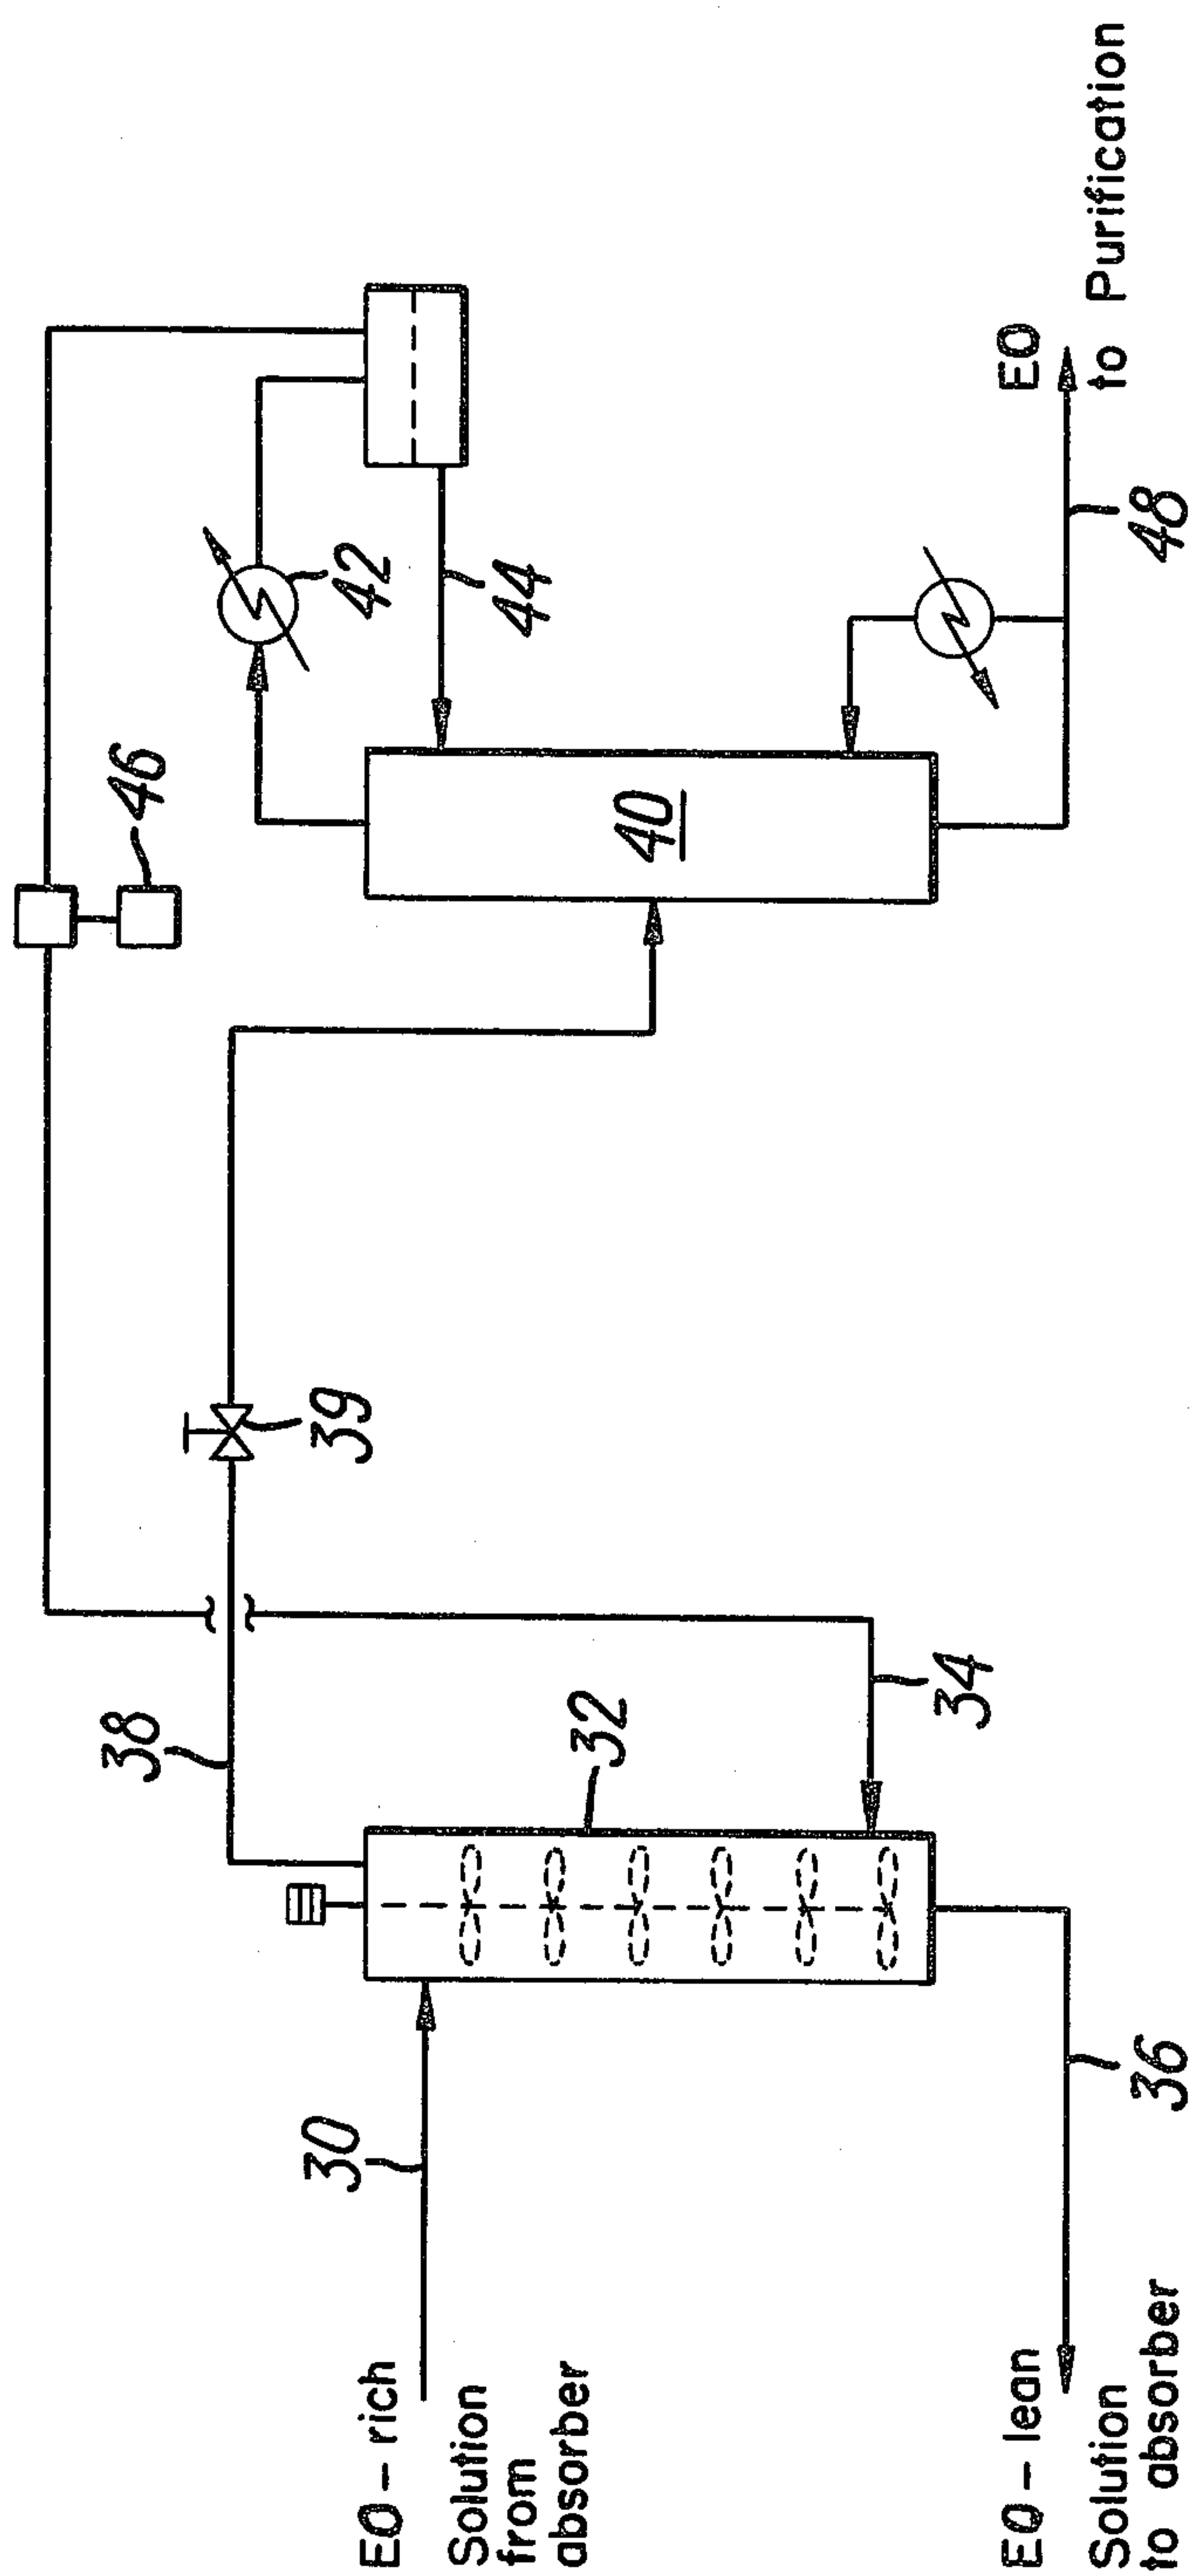 EO - rich
Solution
from
absorber
30
38
39
46
42
44
40
32
34
36
48
EO - lean
Solution
to absorber
EO
to Purification